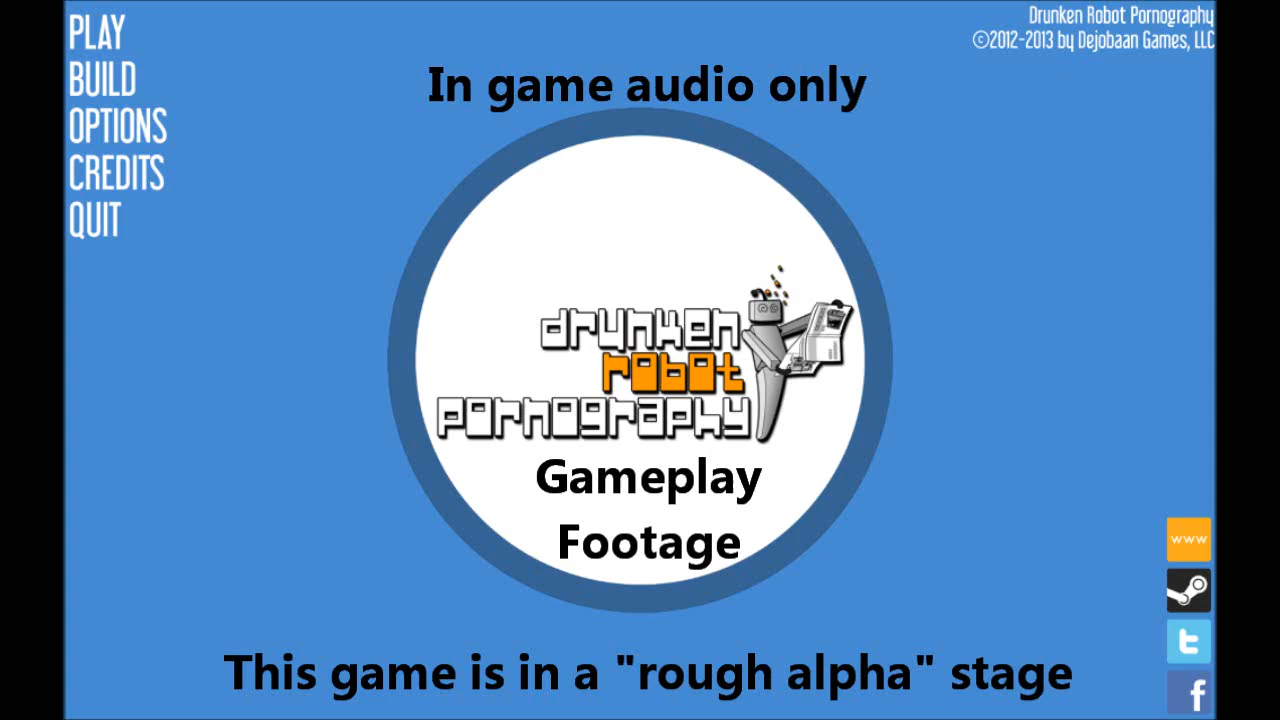 PLAY
BUILD
OPTIONS
CREDITS
QUIT
Drunken Robot Pornography
©2012-2013 by Dejobaan Games, LLC
In game audio only
drunken
robot
pornography
Gameplay
Footage
This game is in a "rough alpha" stage
www
t
f